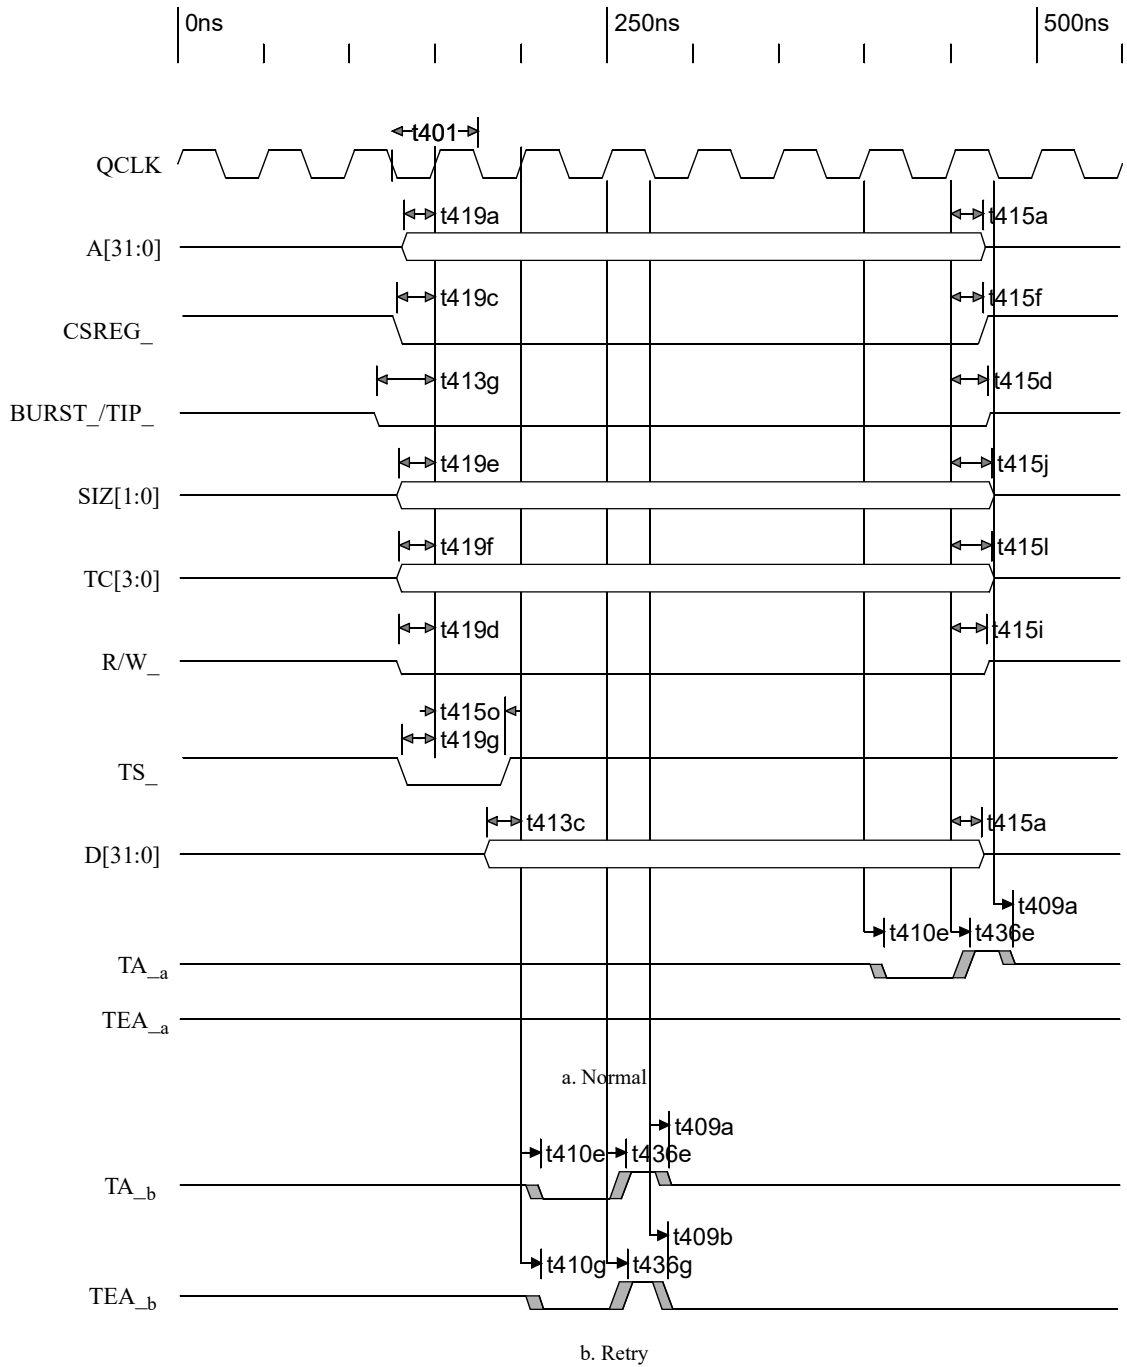 0ns 250ns 500ns
t401
QCLK
t419a t415a
A[31:0]
t419c t415f
CSREG_
t413g t415d
BURST_/TIP_
t419e t415j
SIZ[1:0]
t419f t415l
TC[3:0]
t419d t415i
R/W_
t415o
t419g
TS_
t413c t415a
D[31:0]
t409a
t410e t436e
TA_a
TEA_a
a. Normal
t409a
t410e t436e
TA_b
t409b
t410g t436g
TEA_b
b. Retry